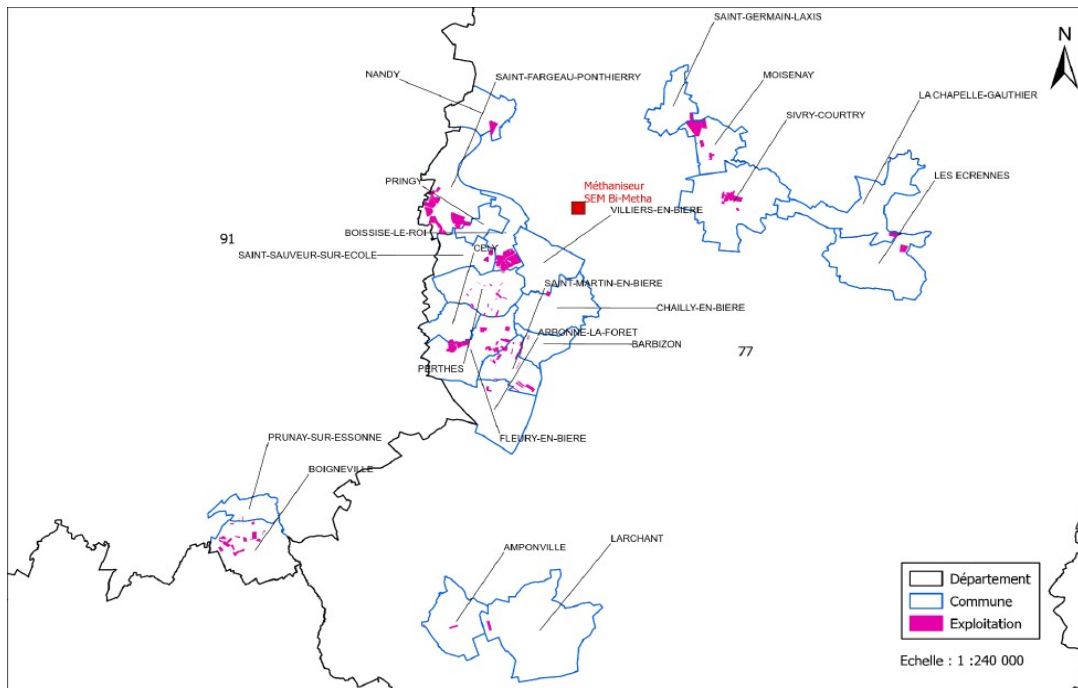 SAINT-GERMAIN-LAXIS
N
NANDY
SAINT-FARGEAU-PONTHIERRY
MOISENAY
LA CHAPELLE-GAUTHIER
SIVRY-COURTRY
LES ECRENNES
PRINGY
Méthaniseur
SEM Bi-Metha
VILLIERS-EN-BIERE
91
BOISSISE-LE-ROI
CELY
SAINT-SAUVEUR-SUR-ECOLE
SAINT-MARTIN-EN-BIERE
CHAILLY-EN-BIERE
ARBONNE-LA-FORET
BARBIZON
77
PERTHES
PRUNAY-SUR-ESSONNE
FLEURY-EN-BIERE
BOIGNEVILLE
AMPONVILLE
LARCHANT
Département
Commune
Exploitation
Echelle : 1 :240 000